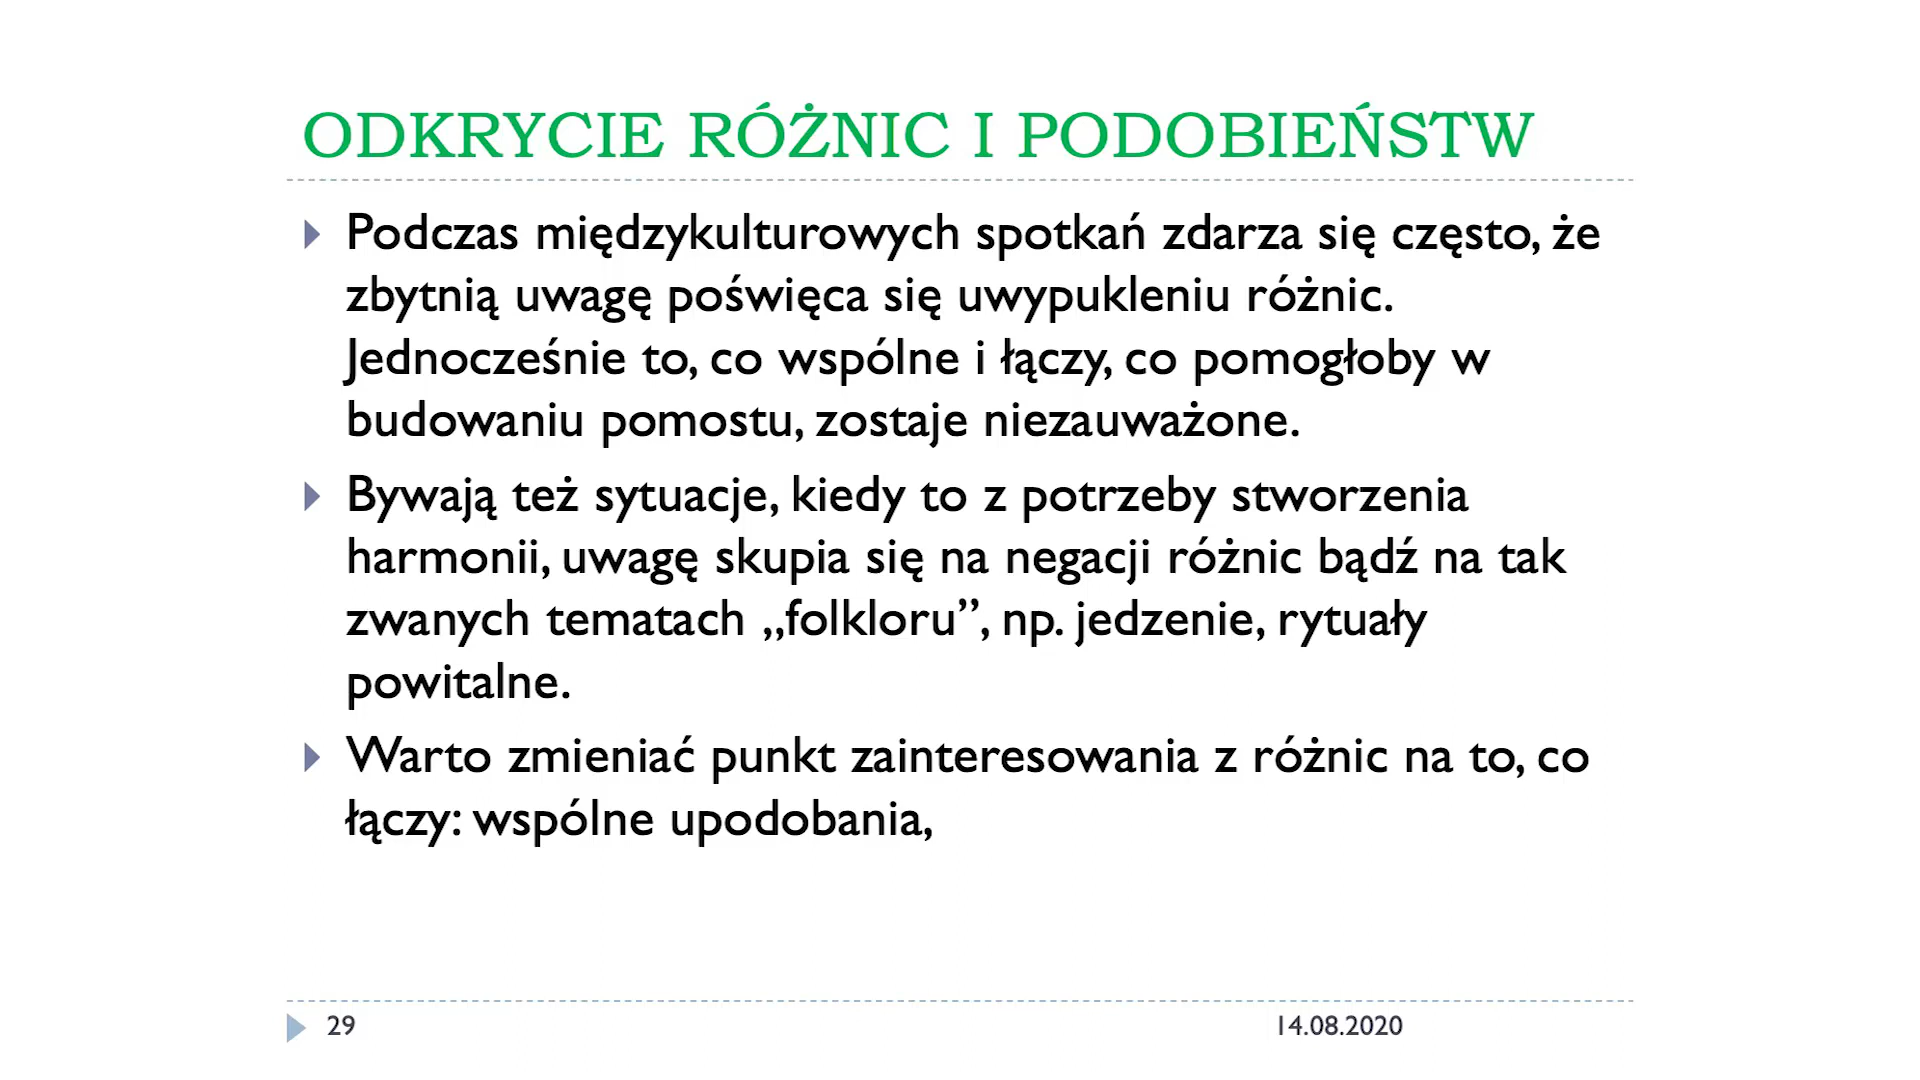 ODKRYCIE RÓŻNIC I PODOBIEŃSTW
Podczas międzykulturowych spotkań zdarza się często, że
zbytnią uwagę poświęca się uwypukleniu różnic.
Jednocześnie to, co wspólne i łączy, co pomogłoby w
budowaniu pomostu, zostaje niezauważone.
Bywają też sytuacje, kiedy to z potrzeby stworzenia
harmonii, uwagę skupia się na negacji różnic bądź na tak
zwanych tematach „folkloru”, np. jedzenie, rytuały
powitalne.
Warto zmieniać punkt zainteresowania z różnic na to, co
łączy: wspólne upodobania,
29
14.08.2020